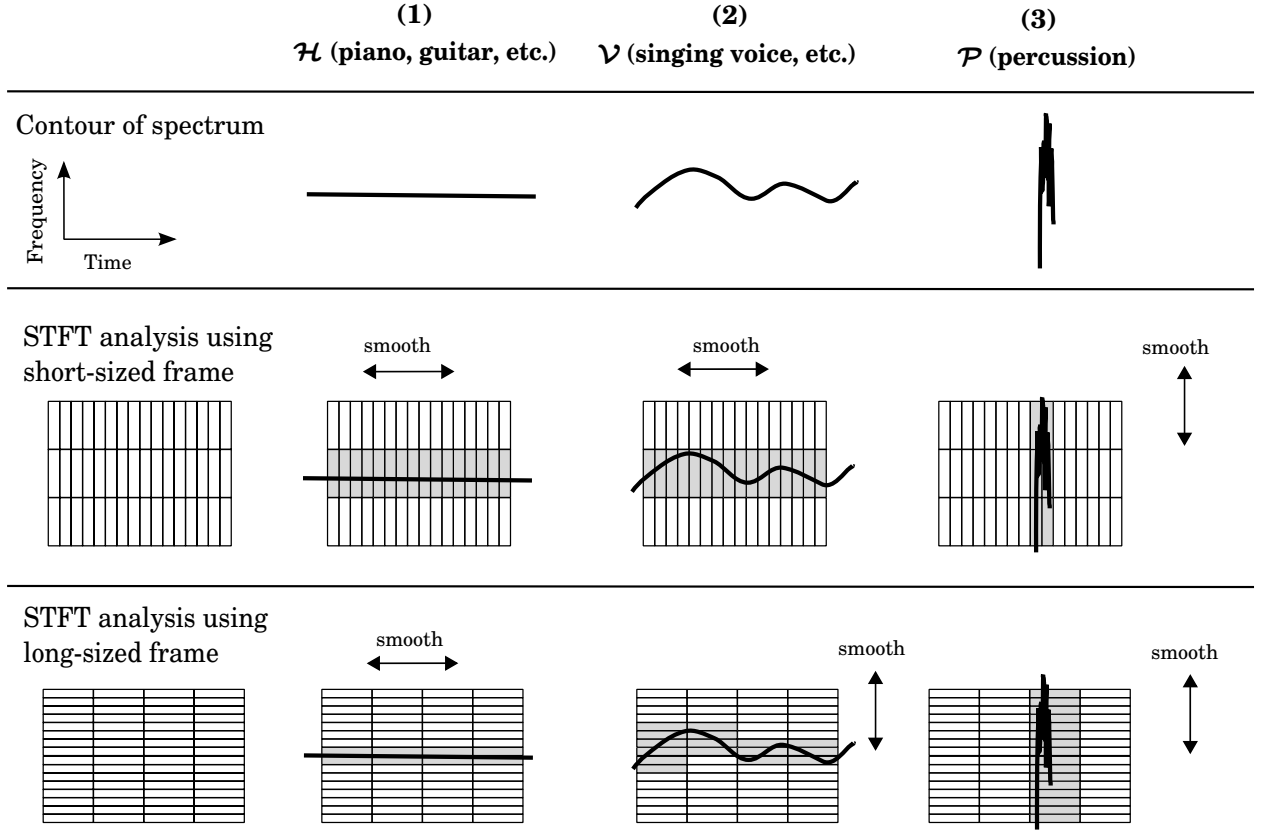 (1)
(2)
(3)
𝓗 (piano, guitar, etc.)
𝓥 (singing voice, etc.)
𝓟 (percussion)
Contour of spectrum
Frequency
Time
STFT analysis using
short-sized frame
smooth
smooth
smooth
STFT analysis using
long-sized frame
smooth
smooth
smooth